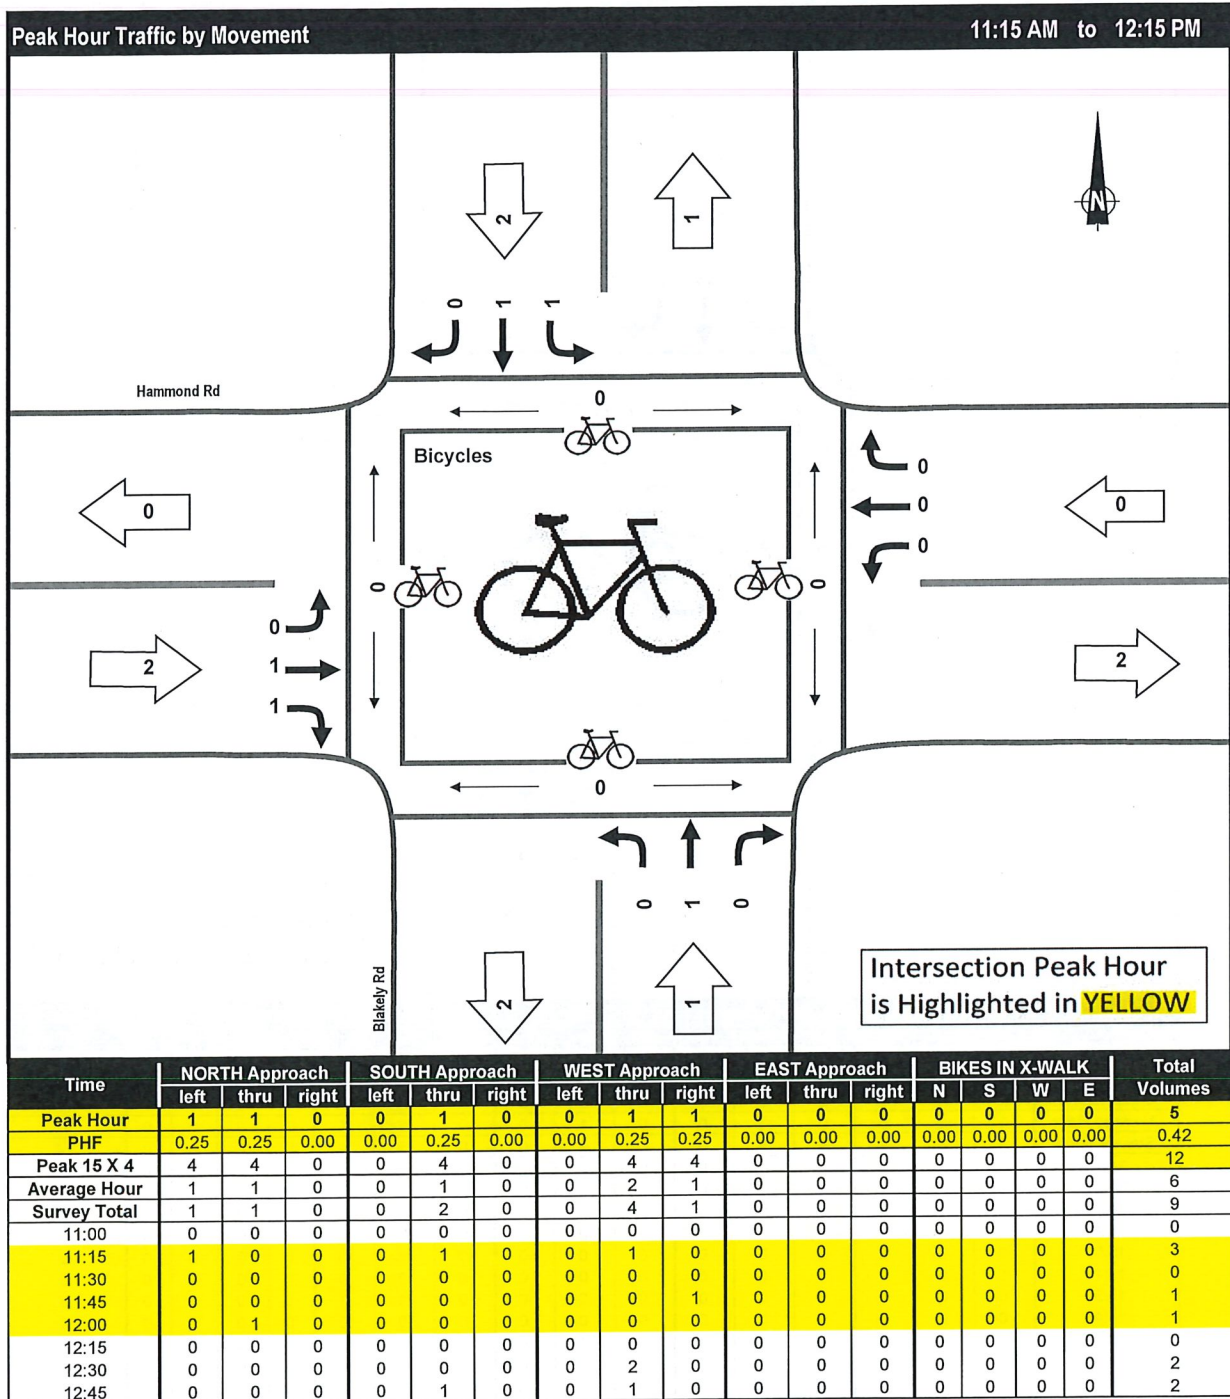 Peak Hour Traffic by Movement 11:15 AM to 12:15 PM
2 1
N
0 1 1
Hammond Rd
0
Bicycles
0
0
0 0
0
0 0
0
2 1 2
1
0
0 1 0
Blakely Rd
2 1
Intersection Peak Hour
is Highlighted in YELLOW
Time NORTH Approach SOUTH Approach WEST Approach EAST Approach BIKES IN X-WALK Total
left thru right left thru right left thru right left thru right N S W E Volumes
Peak Hour 1 1 0 0 1 0 0 1 1 0 0 0 0 0 0 0 5
PHF 0.25 0.25 0.00 0.00 0.25 0.00 0.00 0.25 0.25 0.00 0.00 0.00 0.00 0.00 0.00 0.00 0.42
Peak 15 X 4 4 4 0 0 4 0 0 4 4 0 0 0 0 0 0 0 12
Average Hour 1 1 0 0 1 0 0 2 1 0 0 0 0 0 0 0 6
Survey Total 1 1 0 0 2 0 0 4 1 0 0 0 0 0 0 0 9
11:00 0 0 0 0 0 0 0 0 0 0 0 0 0 0 0 0 0
11:15 1 0 0 0 1 0 0 1 0 0 0 0 0 0 0 0 3
11:30 0 0 0 0 0 0 0 0 0 0 0 0 0 0 0 0 0
11:45 0 0 0 0 0 0 0 0 1 0 0 0 0 0 0 0 1
12:00 0 1 0 0 0 0 0 0 0 0 0 0 0 0 0 0 1
12:15 0 0 0 0 0 0 0 0 0 0 0 0 0 0 0 0 0
12:30 0 0 0 0 0 0 0 2 0 0 0 0 0 0 0 0 2
12:45 0 0 0 0 1 0 0 1 0 0 0 0 0 0 0 0 2